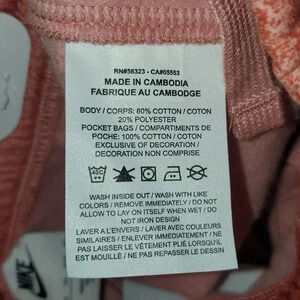 RN#56323 - CA#05553
MADE IN CAMBODIA
FABRIQUE AU CAMBODGE
BODY / CORPS: 80% COTTON / COTON
20% POLYESTER
POCKET BAGS / COMPARTIMENTS DE
POCHE: 100% COTTON / COTON
EXCLUSIVE OF DECORATION /
DECORATION NON COMPRISE
WASH INSIDE OUT / WASH WITH LIKE
COLORS / REMOVE IMMEDIATELY / DO NOT
ALLOW TO LAY ON ITSELF WHEN WET / DO
NOT IRON DESIGN
LAVER A L'ENVERS / LAVER AVEC COULEURS
SIMILAIRES / ENLEVER IMMEDIATEMENT / NE
PAS LAISSER LE VÊTEMENT PLIÉ LORSQU'IL
EST MOUILLÉ / NE PAS REPASSER LE DESSIN
NIKE